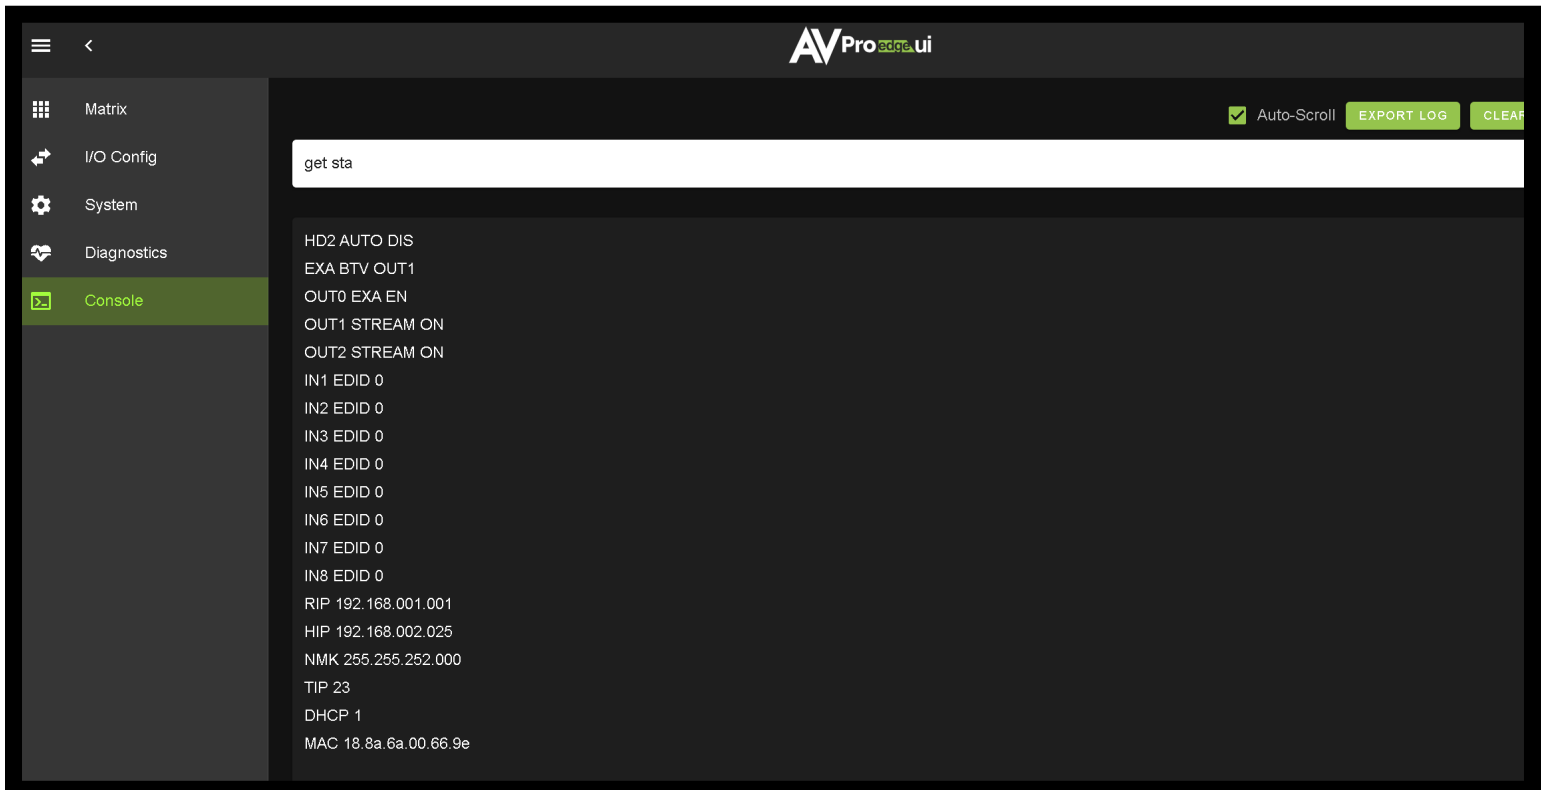 AVPro edge.ui
Matrix
I/O Config
System
Diagnostics
Console
Auto-Scroll
EXPORT LOG
CLEAR
get sta
HD2 AUTO DIS
EXA BTV OUT1
OUT0 EXA EN
OUT1 STREAM ON
OUT2 STREAM ON
IN1 EDID 0
IN2 EDID 0
IN3 EDID 0
IN4 EDID 0
IN5 EDID 0
IN6 EDID 0
IN7 EDID 0
IN8 EDID 0
RIP 192.168.001.001
HIP 192.168.002.025
NMK 255.255.252.000
TIP 23
DHCP 1
MAC 18.8a.6a.00.66.9e